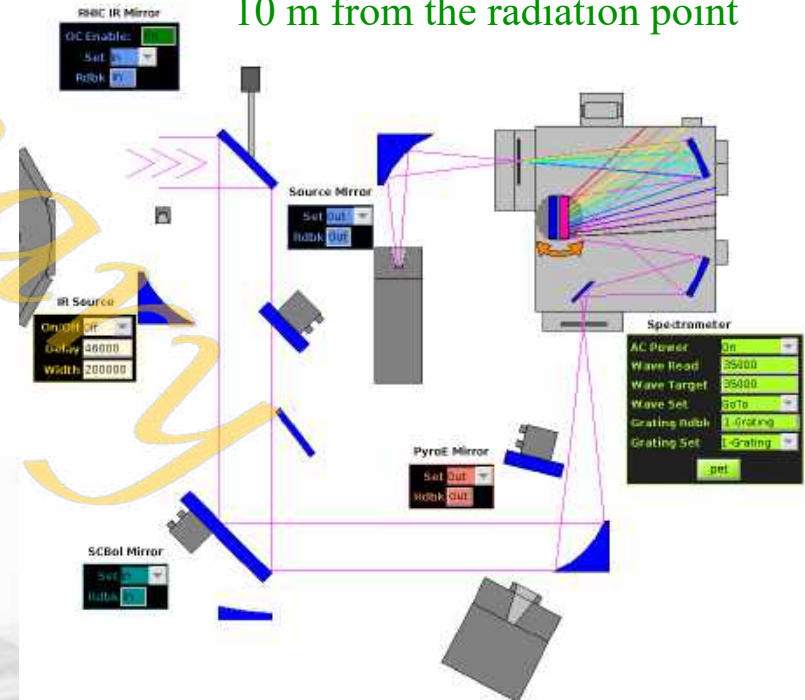 10 m from the radiation point
RHIC IR Mirror
OC Enable:
Set In
Rdbk In
Source Mirror
Set Out
Rdbk Out
IR Source
On/Off Off
Delay 46000
Width 200000
Spectrometer
AC Power On
Wave Read 35000
Wave Target 35000
Wave Set GoTo
Grating Rdbk 1-Grating
Grating Set 1-Grating
PyroE Mirror
Set Out
Rdbk Out
SCBol Mirror
Set In
Rdbk In